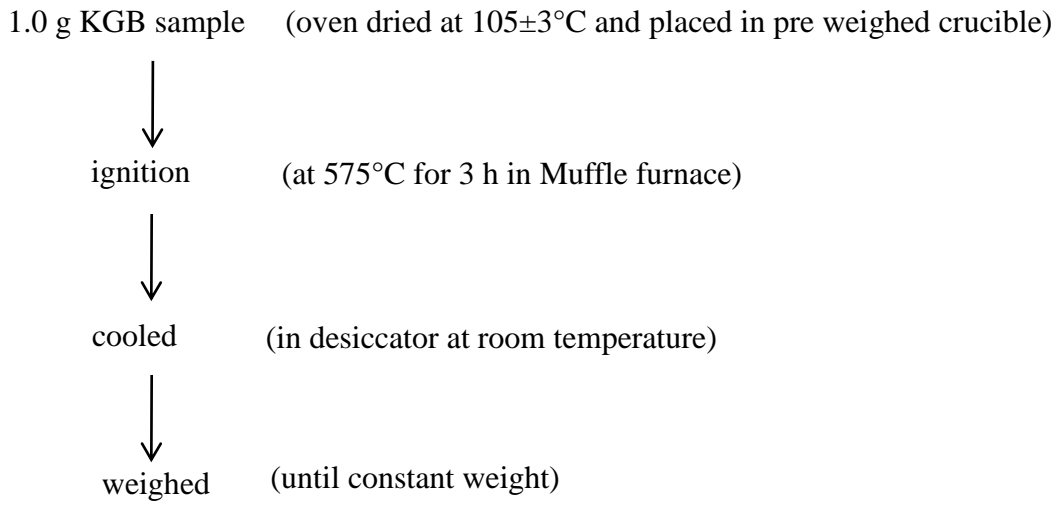 1.0 g KGB sample (oven dried at 105±3°C and placed in pre weighed crucible)
ignition (at 575°C for 3 h in Muffle furnace)
cooled (in desiccator at room temperature)
weighed (until constant weight)